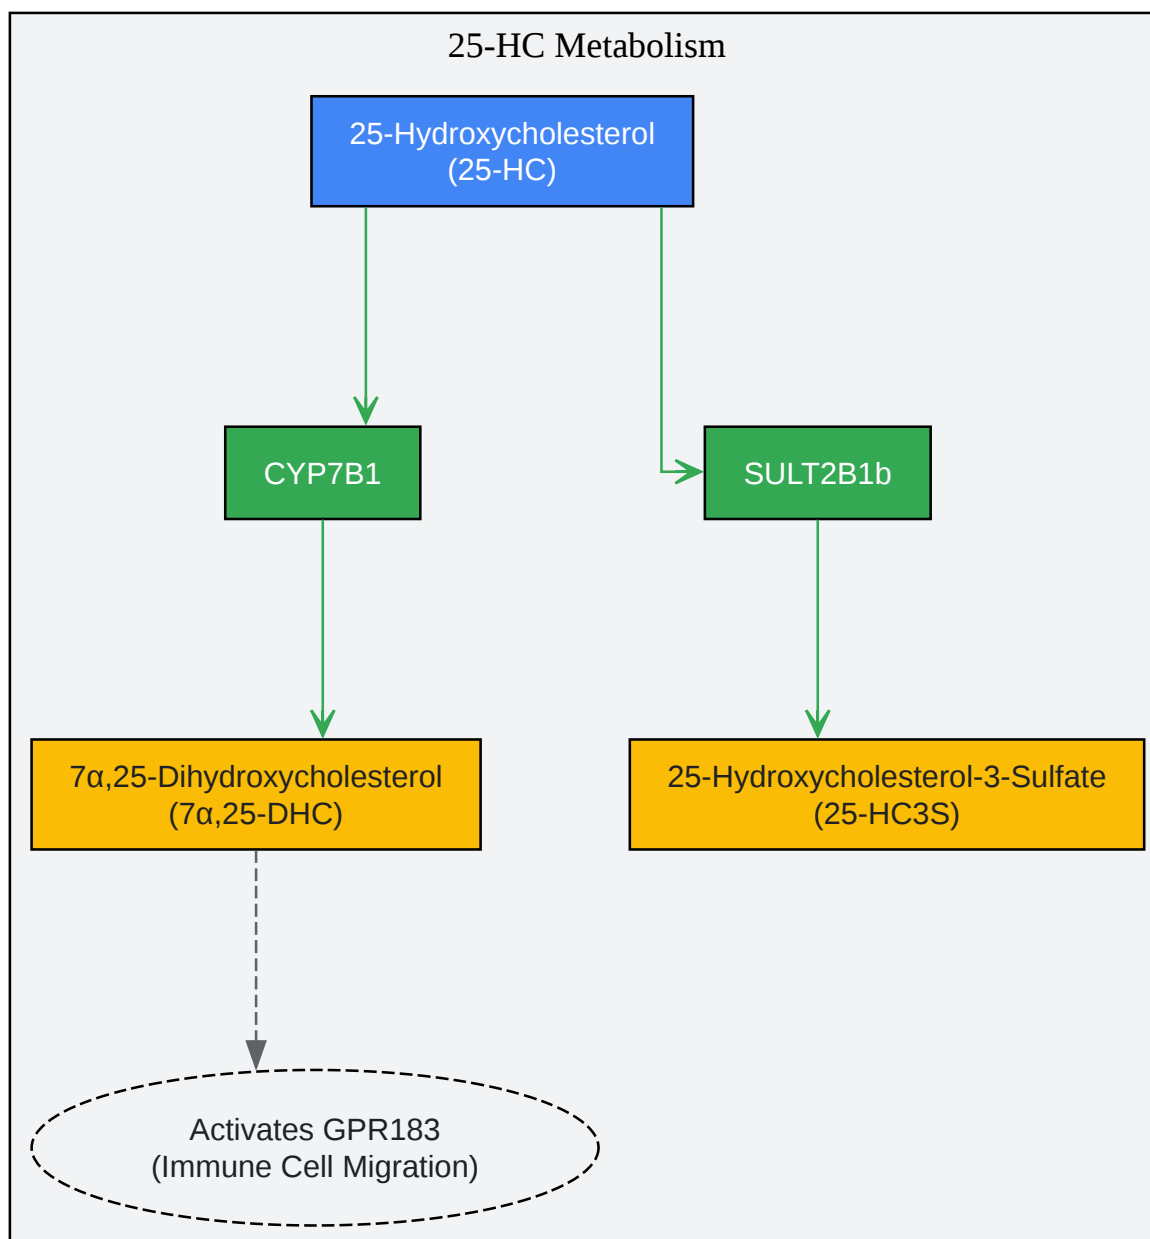 25-HC Metabolism
25-Hydroxycholesterol
(25-HC)
CYP7B1
SULT2B1b
7α,25-Dihydroxycholesterol
(7α,25-DHC)
25-Hydroxycholesterol-3-Sulfate
(25-HC3S)
Activates GPR183
(Immune Cell Migration)